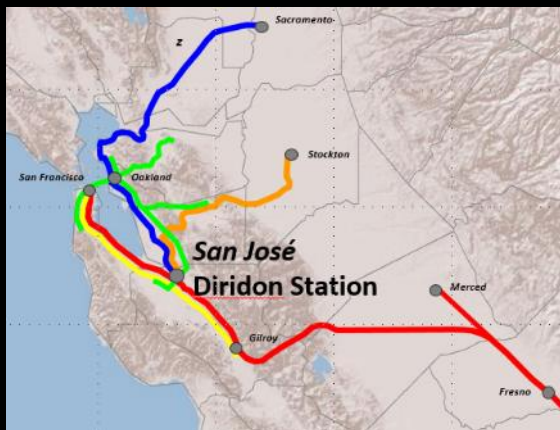 Sacramento
z
Stockton
San Francisco
Oakland
San José
Diridon Station
Merced
Gilroy
Fresno